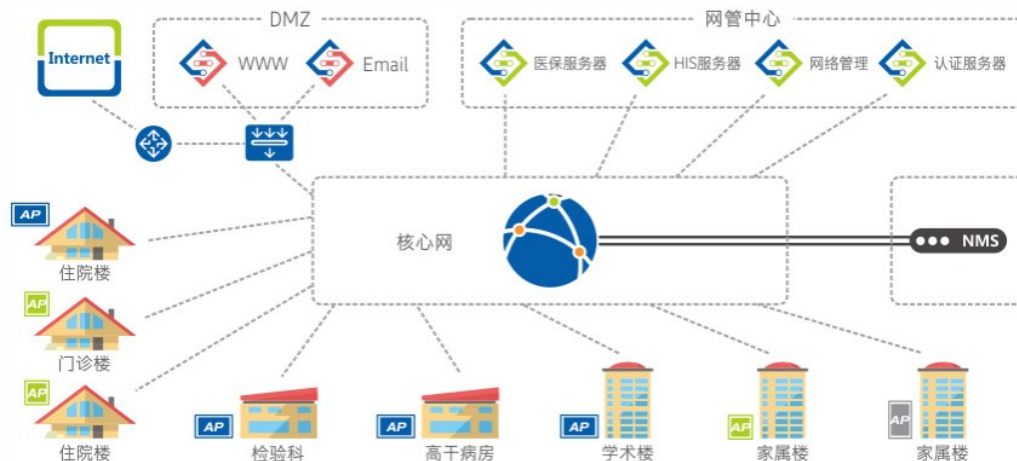 DMZ
网管中心
Internet
WWW
Email
医保服务器
HIS服务器
网络管理
认证服务器
AP
住院楼
核心网
NMS
AP
门诊楼
AP
住院楼
AP
检验科
AP
高干病房
AP
学术楼
AP
家属楼
AP
家属楼